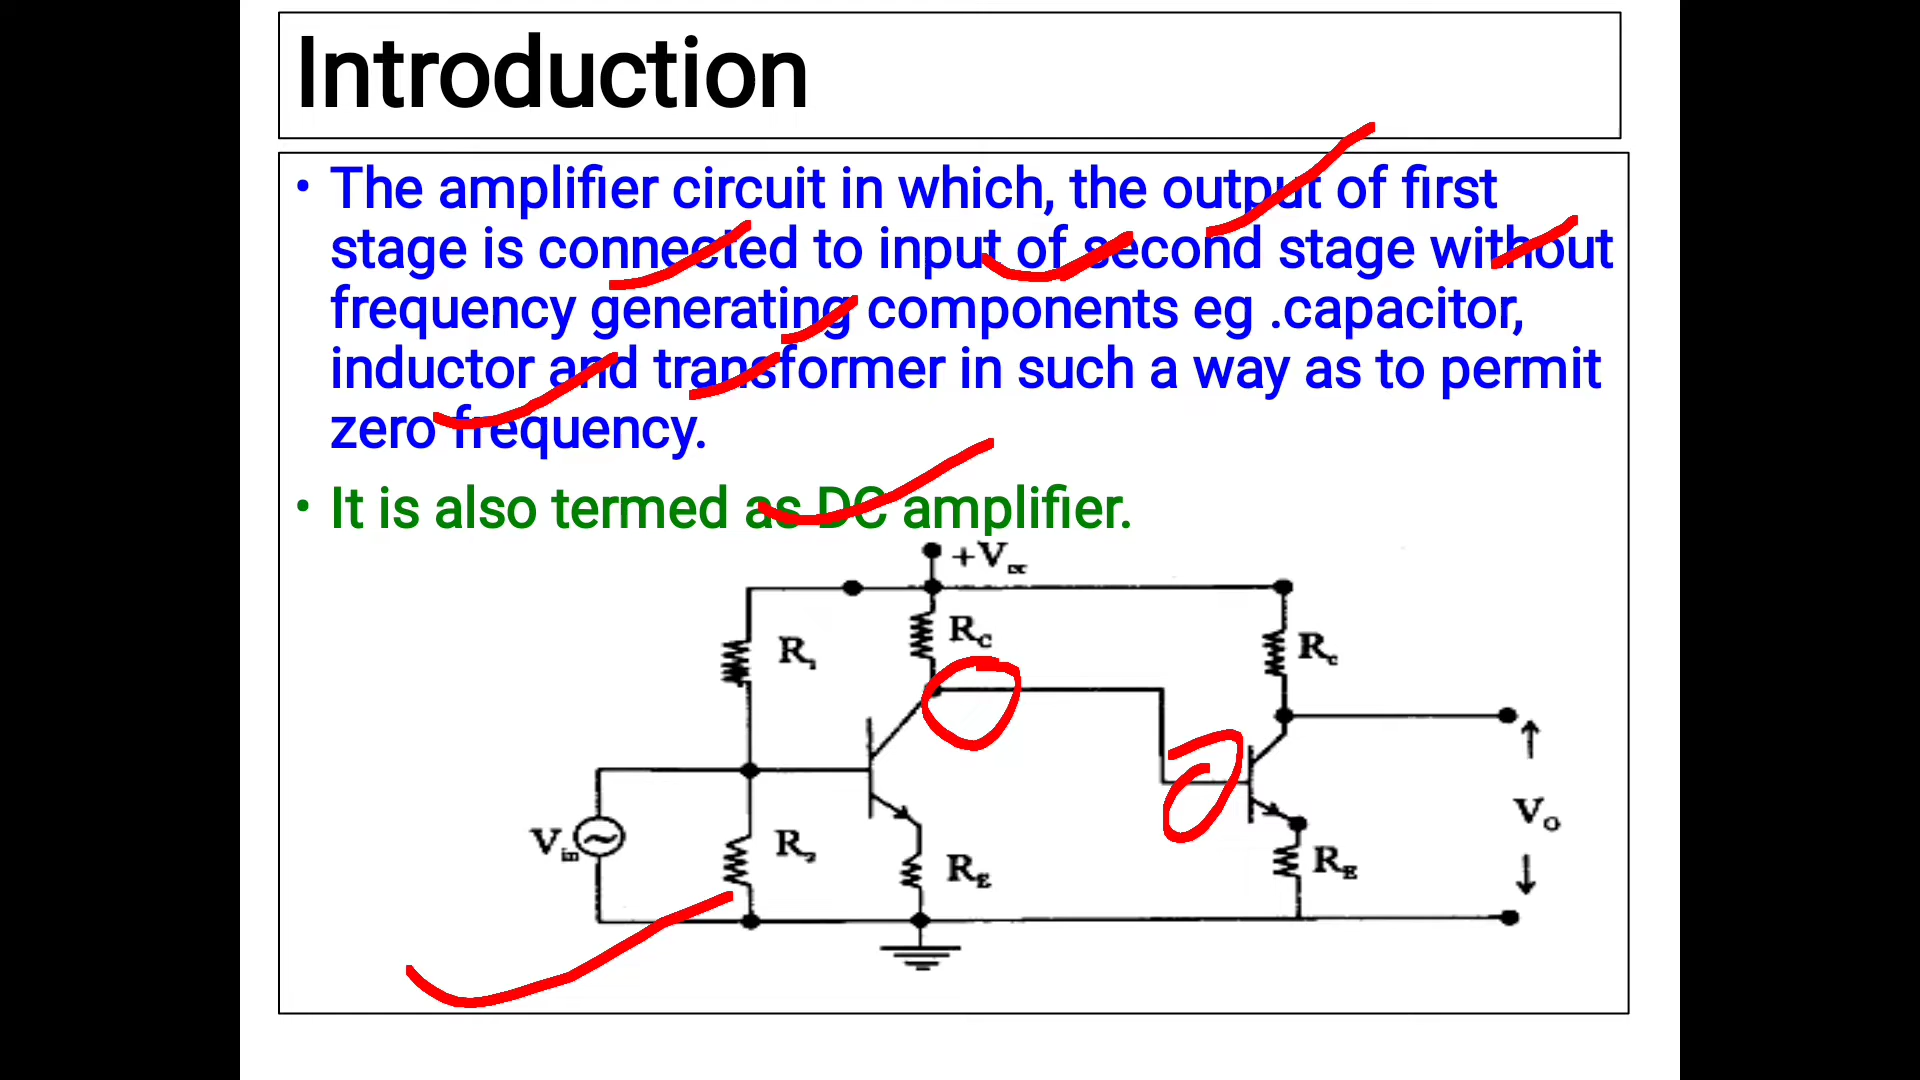 Introduction
• The amplifier circuit in which, the output of first
stage is connected to input of second stage without
frequency generating components eg .capacitor,
inductor and transformer in such a way as to permit
zero frequency.
• It is also termed as DC amplifier.
+Vcc
RC
R1
Rc
Vin
R2
RE
RE
VO